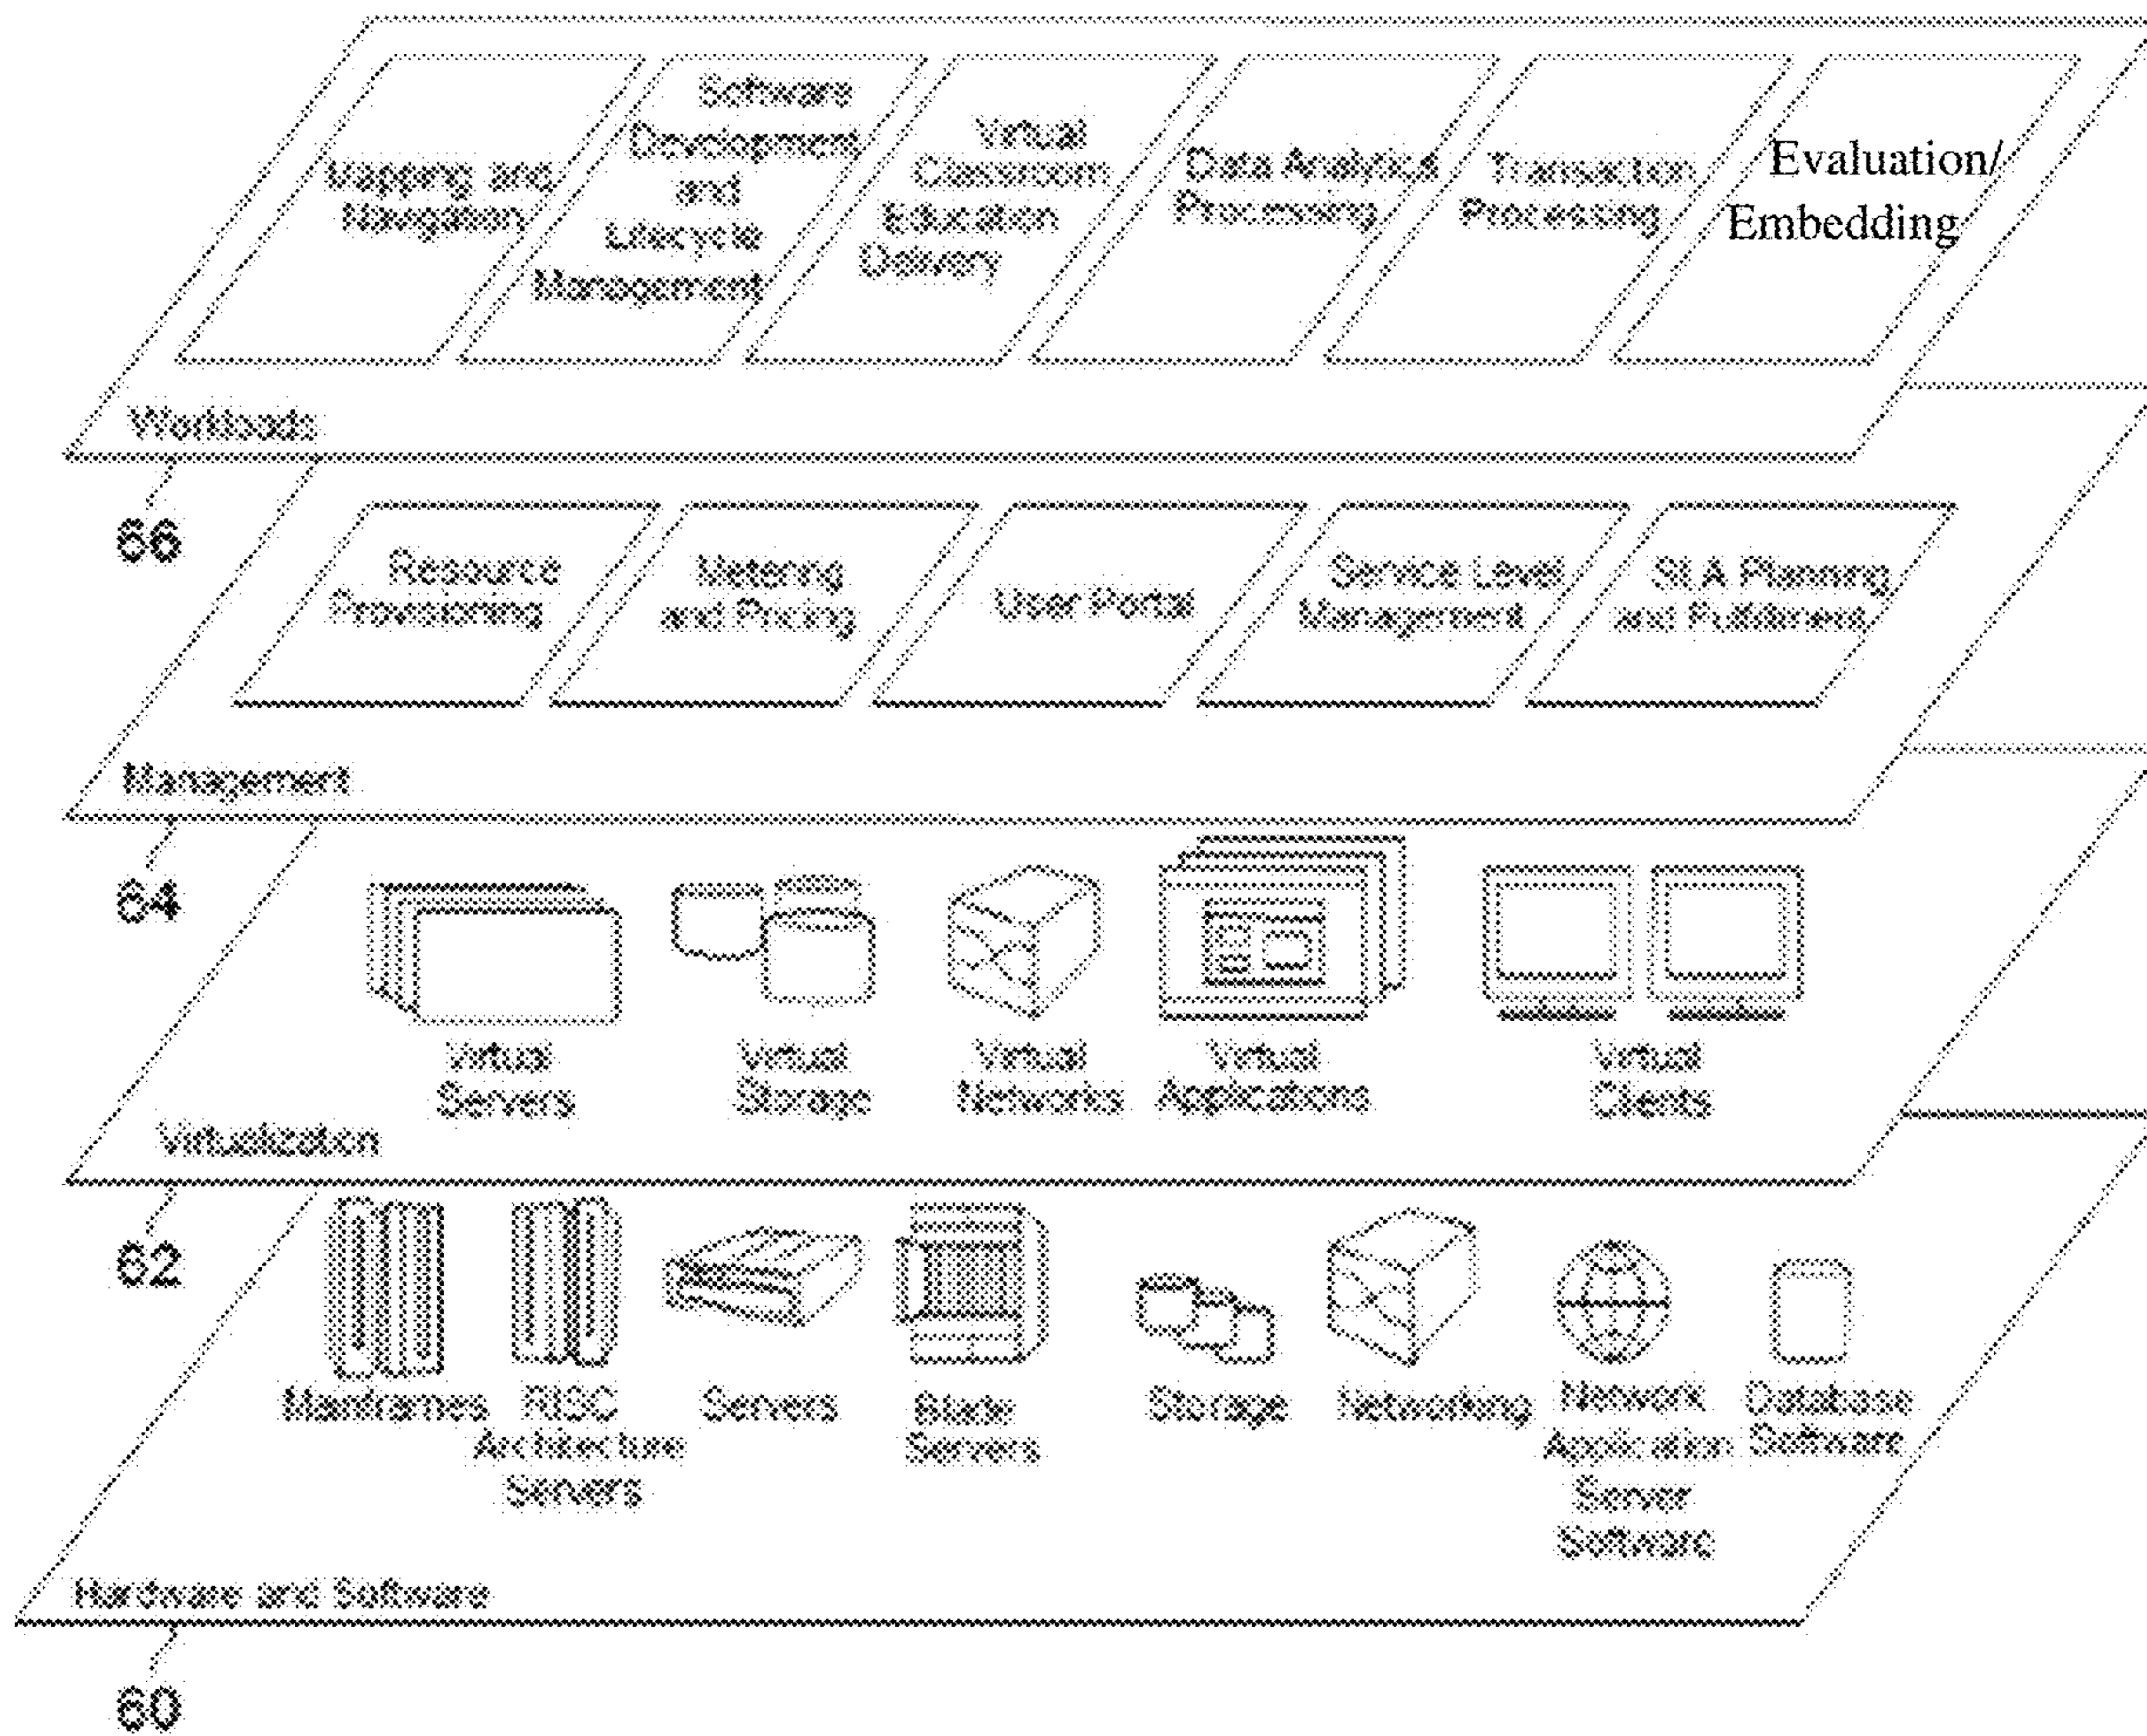 Mapping and
Navigation
Software
Development
and
Lifecycle
Management
Virtual
Classroom
Education
Delivery
Data Analytics
Processing
Transaction
Processing
Evaluation/
Embedding
Workloads
66
Resource
Provisioning
Metering
and Pricing
User Portal
Service Level
Management
SLA Planning
and Fulfillment
Management
64
Virtual
Servers
Virtual
Storage
Virtual
Networks
Virtual
Applications
Virtual
Clients
Virtualization
62
Mainframes
RISC
Architecture
Servers
Servers
Blade
Servers
Storage
Networking
Network
Application
Server
Software
Database
Software
Hardware and Software
60